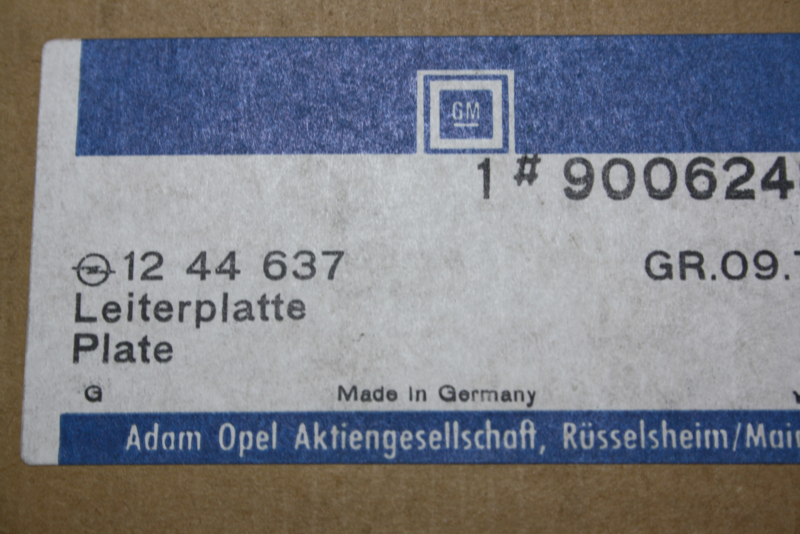 GM
1 # 900624
12 44 637
GR.09.
Leiterplatte
Plate
G
Made in Germany
Adam Opel Aktiengesellschaft, Rüsselsheim/Mai